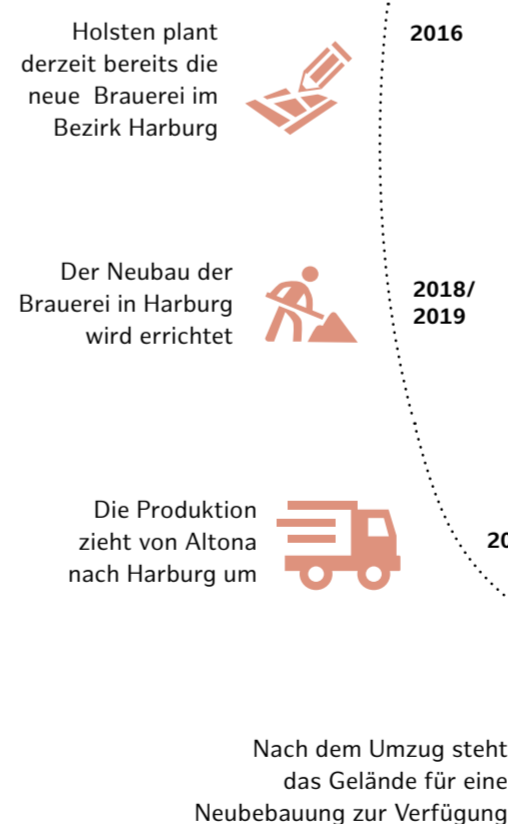 Holsten plant
derzeit bereits die
neue Brauerei im
Bezirk Harburg
2016
Der Neubau der
Brauerei in Harburg
wird errichtet
2018/
2019
Die Produktion
zieht von Altona
nach Harburg um
Nach dem Umzug steht
das Gelände für eine
Neubebauung zur Verfügung